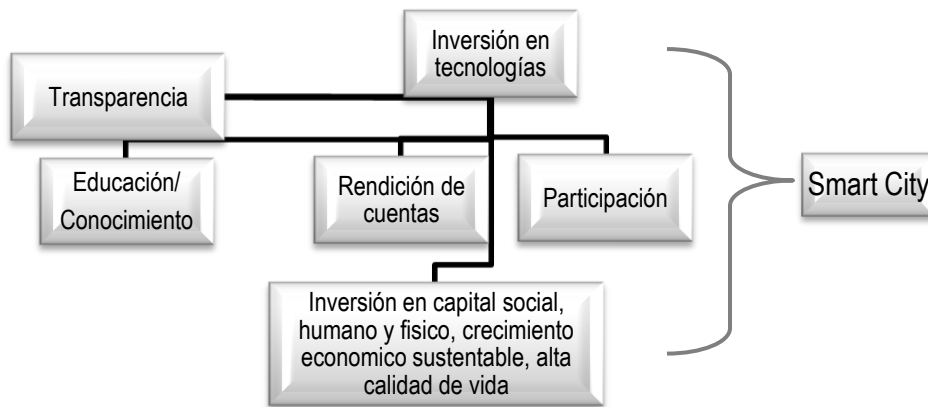 Inversión en
tecnologías
Transparencia
Educación/
Conocimiento
Rendición de
cuentas
Participación
Smart City
Inversión en capital social,
humano y fisico, crecimiento
economico sustentable, alta
calidad de vida